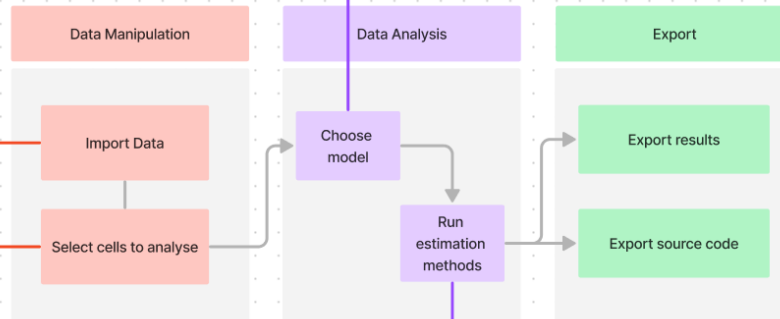 Data Manipulation
Data Analysis
Export
Import Data
Select cells to analyse
Choose
model
Run
estimation
methods
Export results
Export source code